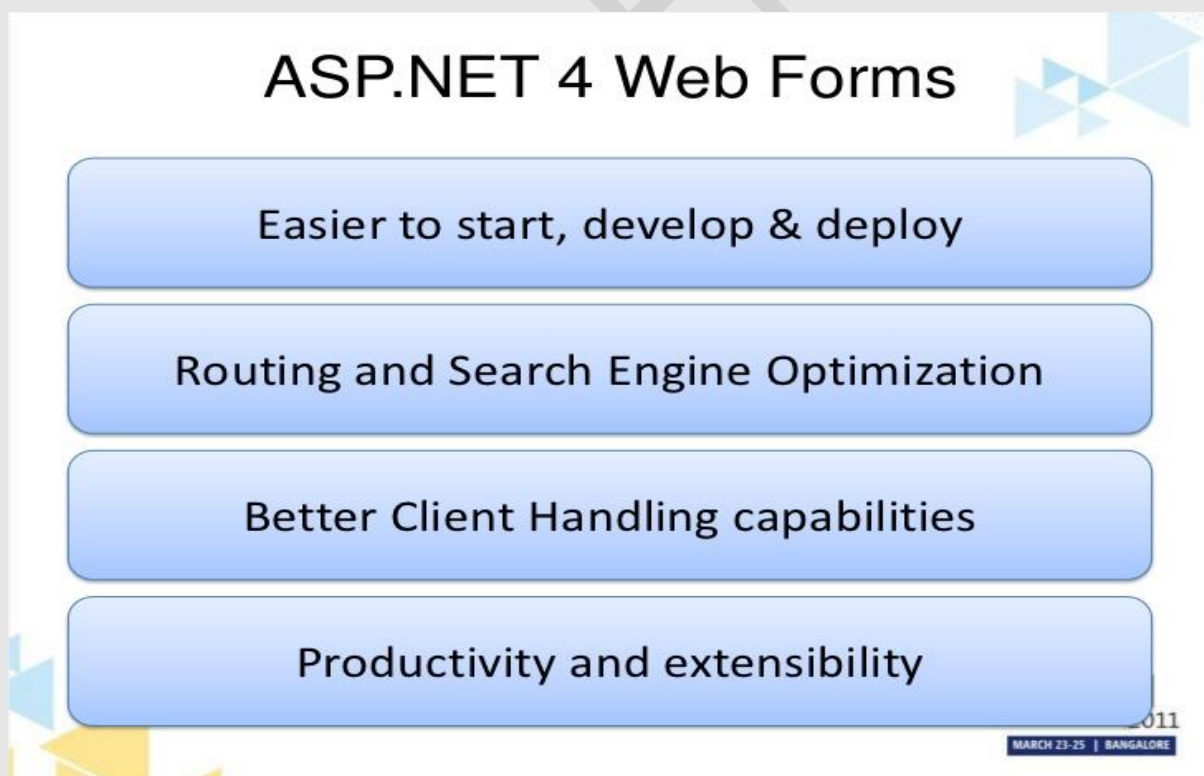 ASP.NET 4 Web Forms
Easier to start, develop & deploy
Routing and Search Engine Optimization
Better Client Handling capabilities
Productivity and extensibility
2011
MARCH 23-25 | BANGALORE